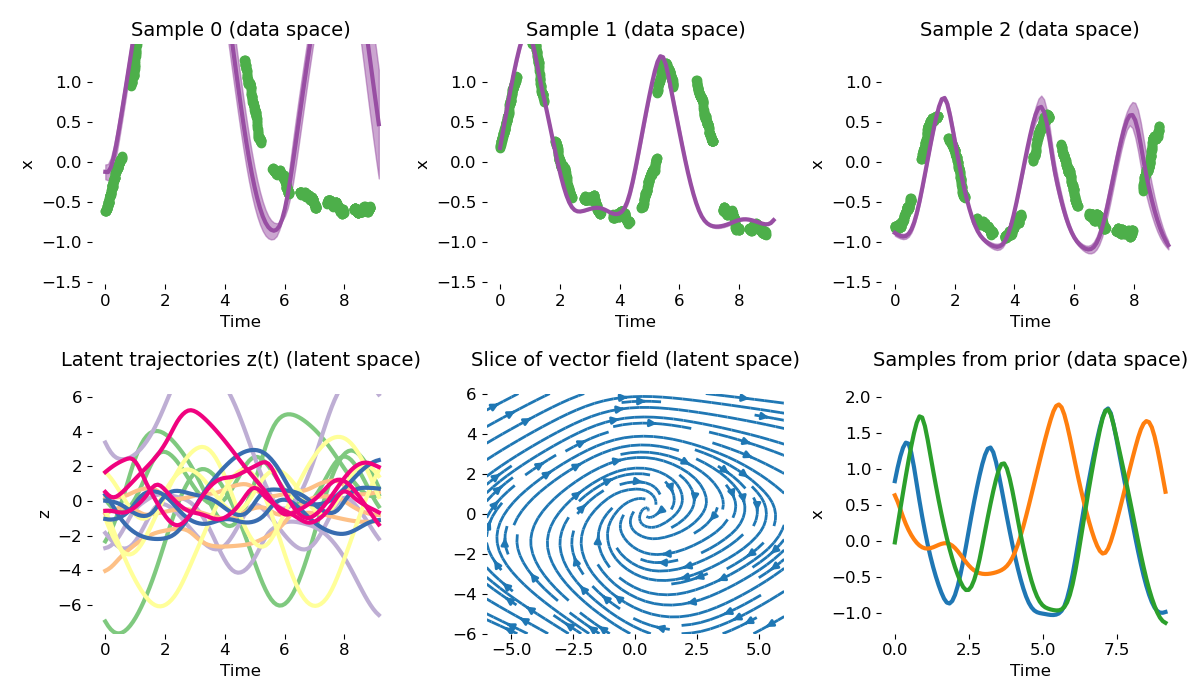 Sample 0 (data space)
Sample 1 (data space)
Sample 2 (data space)
1.0
0.5
0.0
−0.5
−1.0
−1.5
x
0 2 4 6 8
Time
1.0
0.5
0.0
−0.5
−1.0
−1.5
x
0 2 4 6 8
Time
1.0
0.5
0.0
−0.5
−1.0
−1.5
x
0 2 4 6 8
Time
Latent trajectories z(t) (latent space)
Slice of vector field (latent space)
Samples from prior (data space)
6
4
2
0
−2
−4
−6
z
0 2 4 6 8
Time
6
4
2
0
−2
−4
−6
−5.0 −2.5 0.0 2.5 5.0
2.0
1.5
1.0
0.5
0.0
−0.5
−1.0
x
0.0 2.5 5.0 7.5
Time